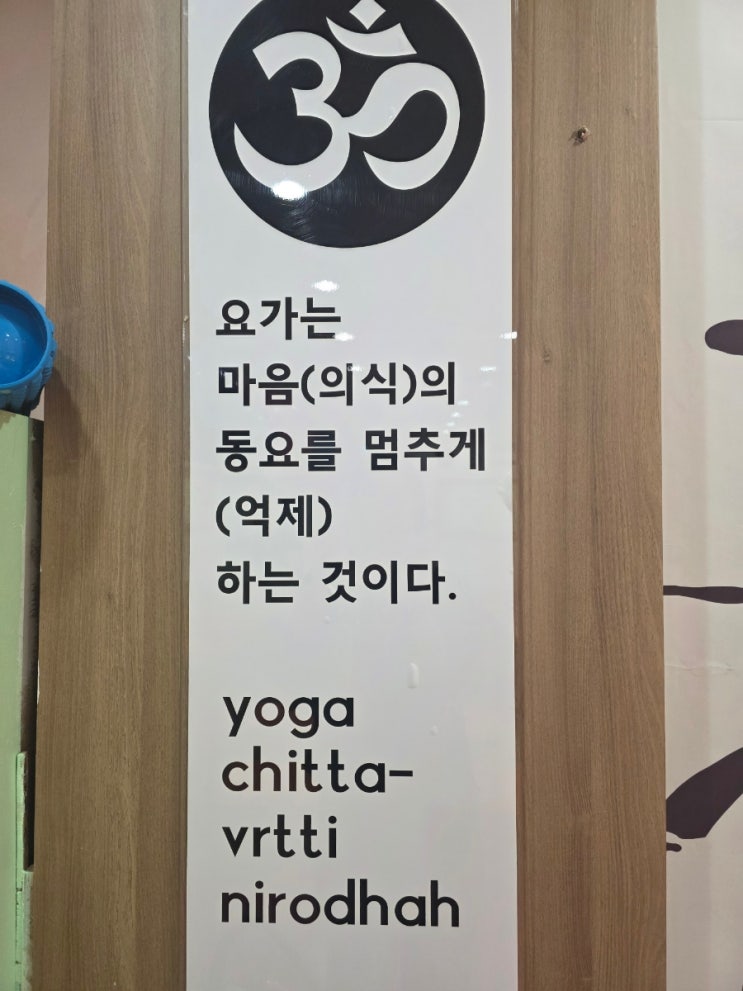 ॐ
요가는
마음(의식)의
동요를 멈추게
(억제)
하는 것이다.
yoga
chitta-
vrtti
nirodhah